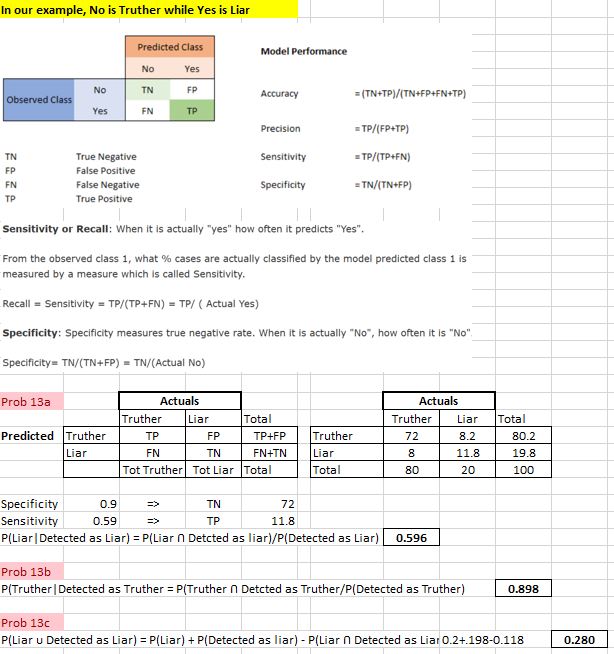 In our example, No is Truther while Yes is Liar
Predicted Class
Model Performance
No Yes
Observed Class
No TN FP
Yes FN TP
Accuracy = (TN+TP)/(TN+FP+FN+TP)
Precision = TP/(FP+TP)
TN True Negative
Sensitivity = TP/(TP+FN)
FP False Positive
FN False Negative
Specificity = TN/(TN+FP)
TP True Positive
Sensitivity or Recall: When it is actually "yes" how often it predicts "Yes".
From the observed class 1, what % cases are actually classified by the model predicted class 1 is
measured by a measure which is called Sensitivity.
Recall = Sensitivity = TP/(TP+FN) = TP/ ( Actual Yes)
Specificity: Specificity measures true negative rate. When it is actually "No", how often it is "No"
Specificity= TN/(TN+FP) = TN/(Actual No)
Prob 13a Actuals Actuals
Truther Liar Total Truther Liar Total
Predicted Truther TP FP TP+FP Truther 72 8.2 80.2
Liar FN TN FN+TN Liar 8 11.8 19.8
Tot Truther Tot Liar Total Total 80 20 100
Specificity 0.9 => TN 72
Sensitivity 0.59 => TP 11.8
P(Liar|Detected as Liar) = P(Liar ∩ Detcted as liar)/P(Detected as Liar) 0.596
Prob 13b
P(Truther|Detected as Truther = P(Truther ∩ Detcted as Truther/P(Detected as Truther) 0.898
Prob 13c
P(Liar ∪ Detected as Liar) = P(Liar) + P(Detected as liar) - P(Liar ∩ Detected as Liar 0.2+.198-0.118 0.280